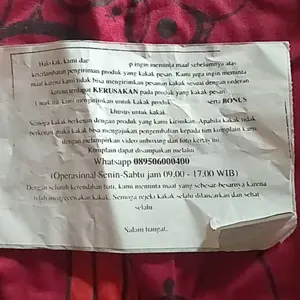 Halo kak, kami dar p ingin meminta maaf sebelumnya atas
keterlambatan pengiriman produk yang kakak pesan. Kami juga ingin meminta
maaf karena kami tidak bisa mengirimkan pesanan kakak sesuai dengan orderan
karena terdapat KERUSAKAN pada produk yang kakak pesan.
kami mengirimkan untuk kakak produk serta BONUS
khusus untuk kakak
Semoga kakak berkenan dengan produk yang kami kirimkan. Apabila kakak tidak
berkenan maka kakak bisa mengajukan pengembalian kepada tim komplain kami
dengan melampirkan video unboxing dan foto kertas ini.
Komplain dapat disampaikan melalui
Whatsapp 089506000400
(Operasional Senin-Sabtu jam 09.00 - 17.00 WIB)
Dengan seluruh kerendahan hati, kami meminta maaf yang sebesar-besarnya karena
telah mengecewakan kakak. Semoga rejeki kakak selalu dilancarkan dan sehat
selalu.
Salam hangat,